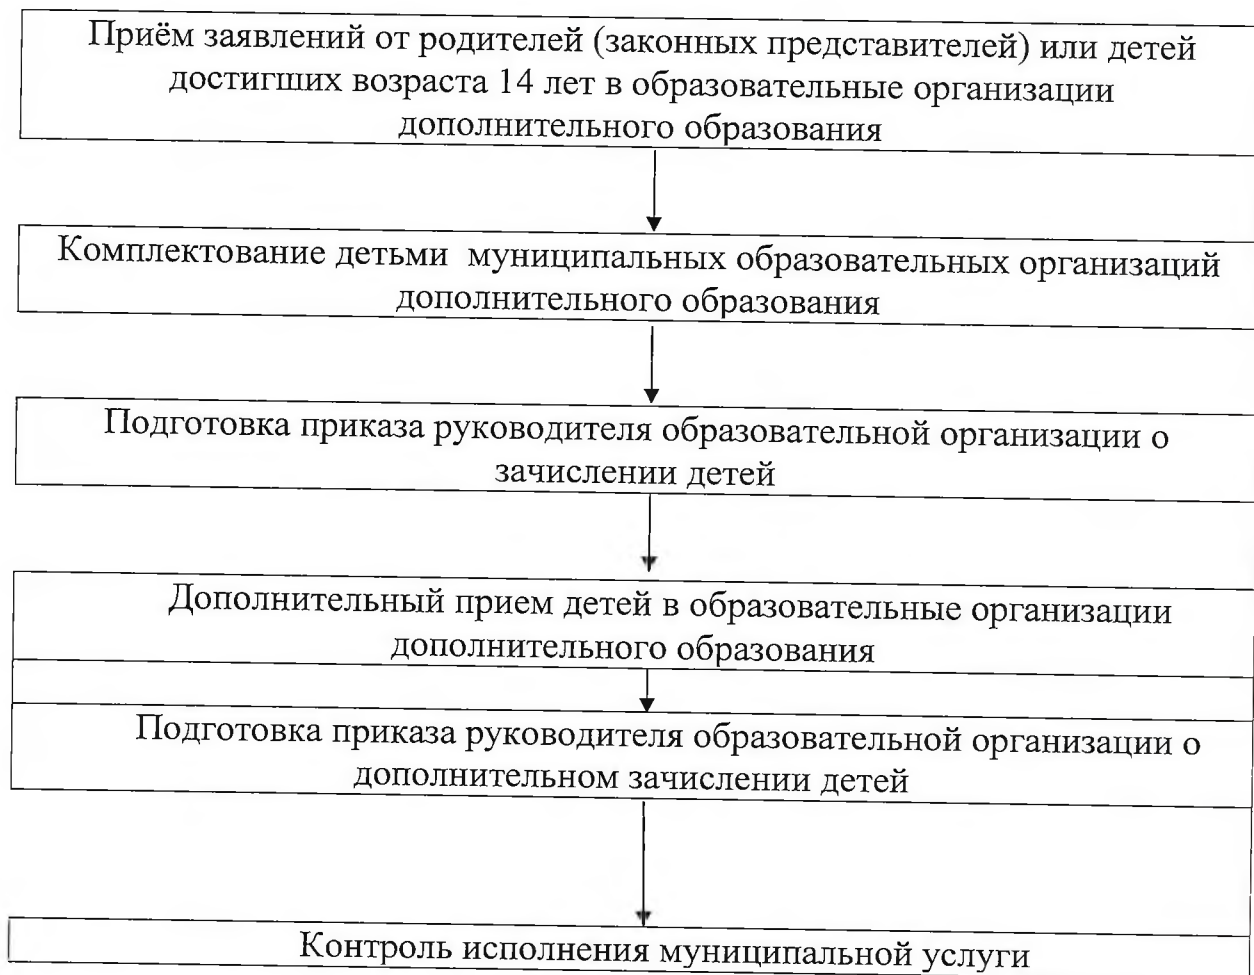 Приём заявлений от родителей (законных представителей) или детей
достигших возраста 14 лет в образовательные организации
дополнительного образования
Комплектование детьми муниципальных образовательных организаций
дополнительного образования
Подготовка приказа руководителя образовательной организации о
зачислении детей
Дополнительный прием детей в образовательные организации
дополнительного образования
Подготовка приказа руководителя образовательной организации о
дополнительном зачислении детей
Контроль исполнения муниципальной услуги